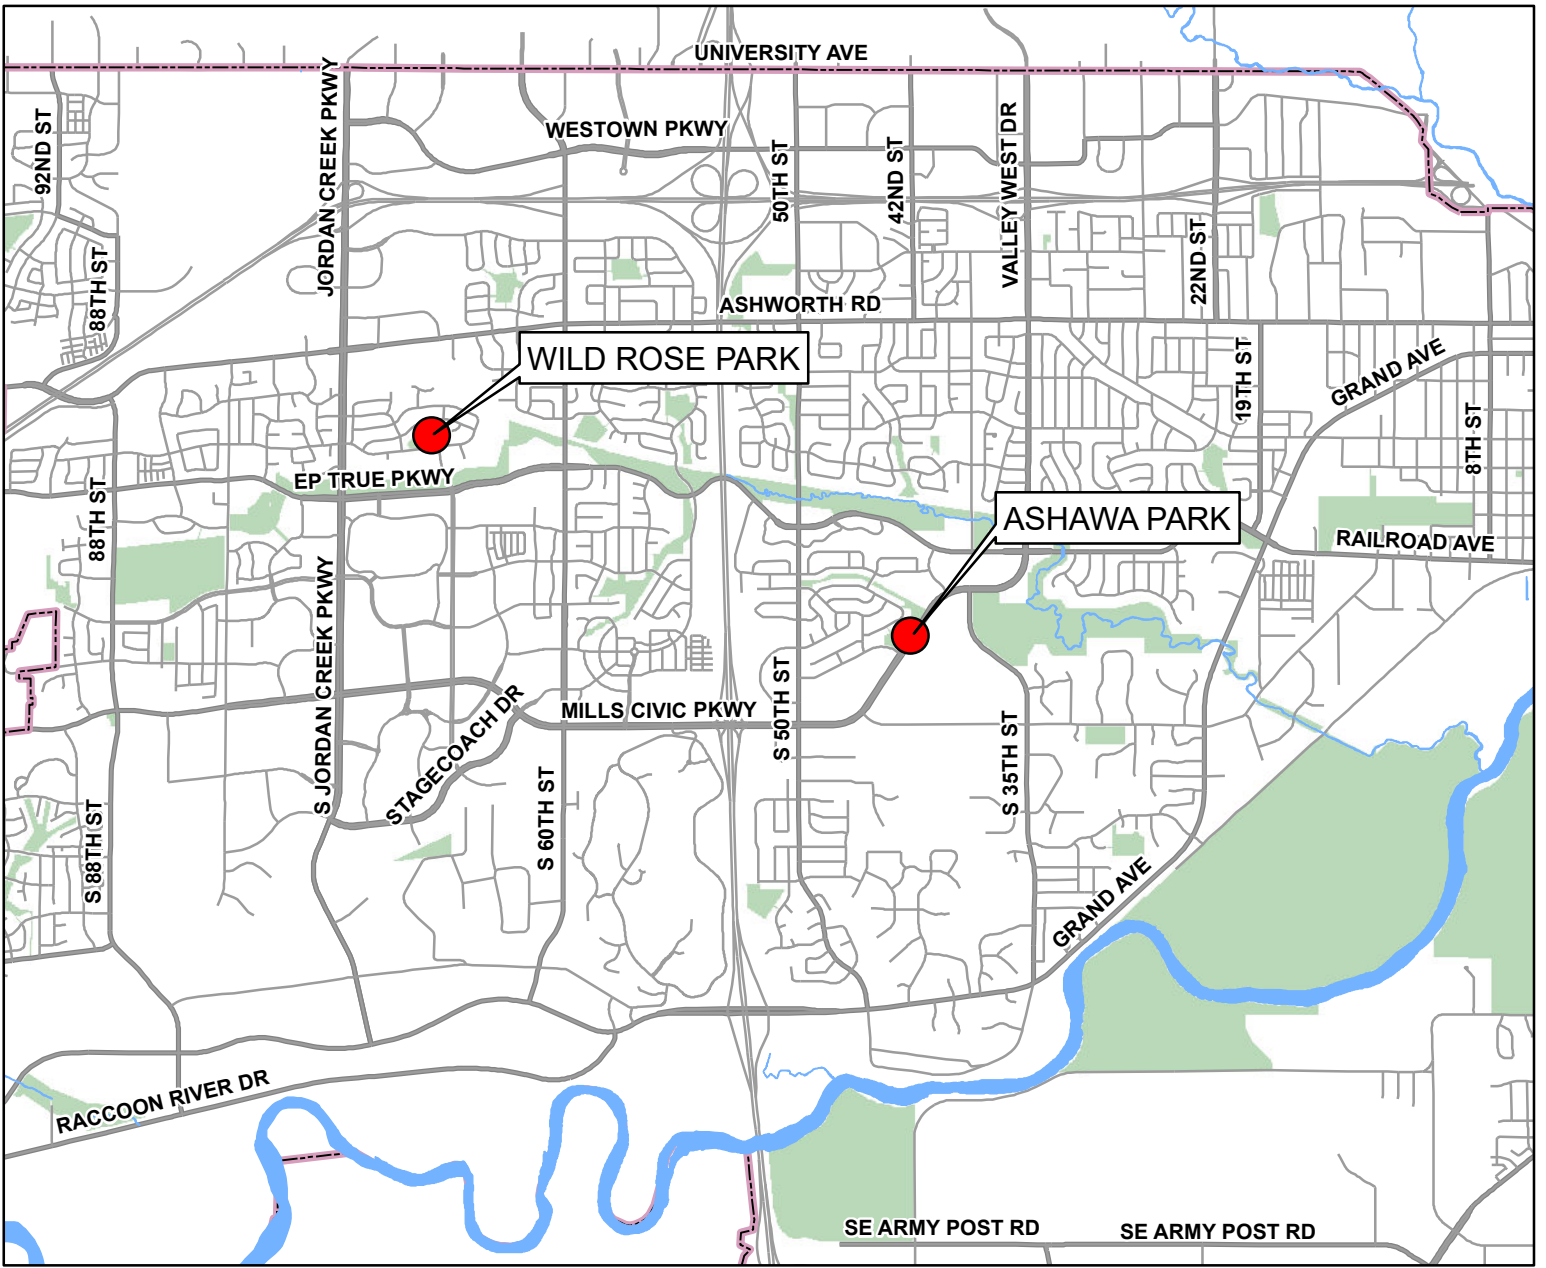 UNIVERSITY AVE
WESTOWN PKWY
92ND ST
JORDAN CREEK PKWY
50TH ST
42ND ST
VALLEY WEST DR
22ND ST
88TH ST
ASHWORTH RD
WILD ROSE PARK
19TH ST
GRAND AVE
8TH ST
EP TRUE PKWY
88TH ST
ASHAWA PARK
RAILROAD AVE
S JORDAN CREEK PKWY
STAGECOACH DR
MILLS CIVIC PKWY
S 50TH ST
S 35TH ST
S 60TH ST
S 88TH ST
GRAND AVE
RACCOON RIVER DR
SE ARMY POST RD
SE ARMY POST RD